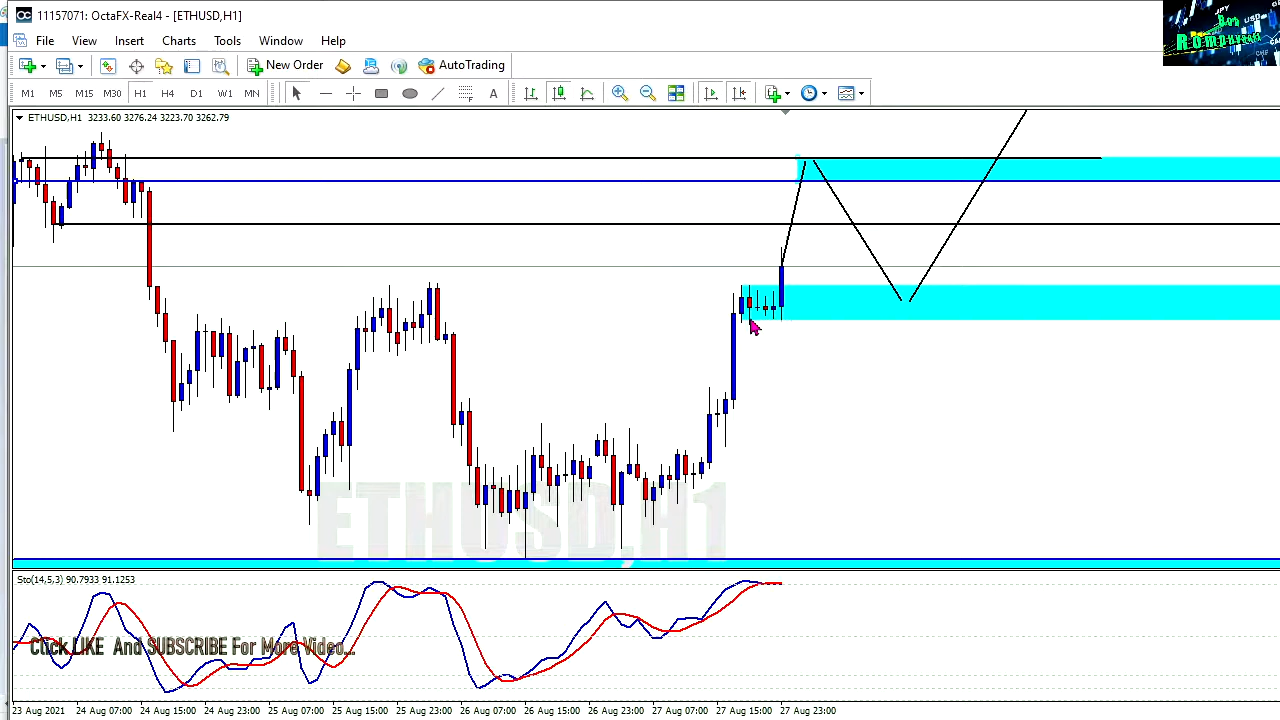 11157071: OctaFX-Real4 - [ETHUSD,H1]
File View Insert Charts Tools Window Help
New Order AutoTrading
M1 M5 M15 M30 H1 H4 D1 W1 MN A
ETHUSD,H1 3233.60 3276.24 3223.70 3262.79
ETHUSD,H1
Sto(14,5,3) 90.7933 91.1253
Click LIKE And SUBSCRIBE For More Video...
23 Aug 2021 24 Aug 07:00 24 Aug 15:00 24 Aug 23:00 25 Aug 07:00 25 Aug 15:00 25 Aug 23:00 26 Aug 07:00 26 Aug 15:00 26 Aug 23:00 27 Aug 07:00 27 Aug 15:00 27 Aug 23:00